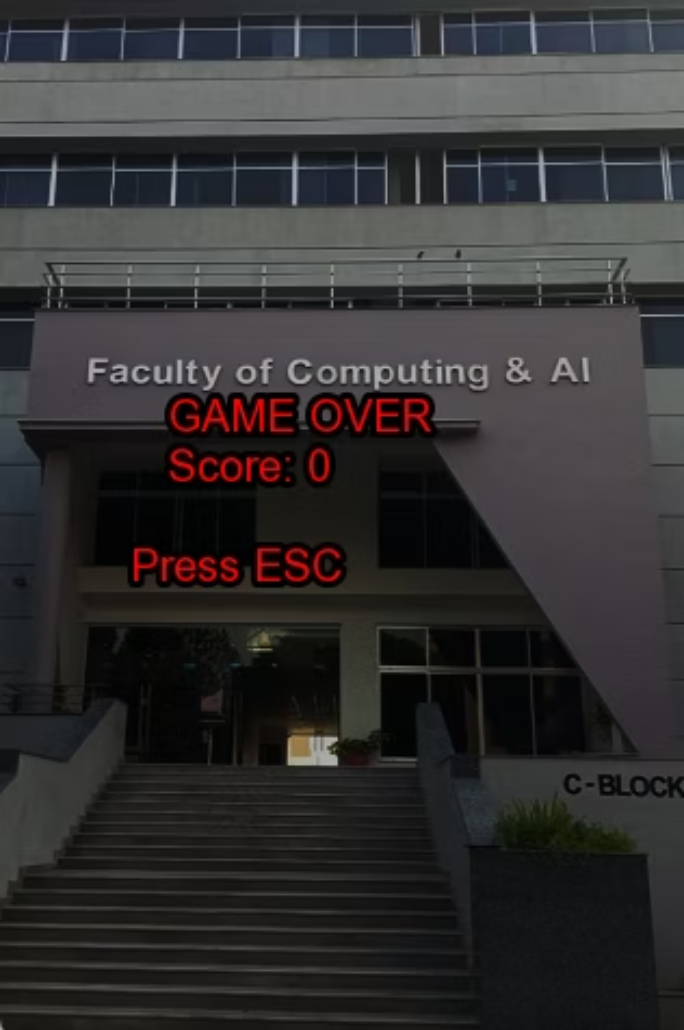 Faculty of Computing & AI
GAME OVER
Score: 0
Press ESC
C-BLOCK